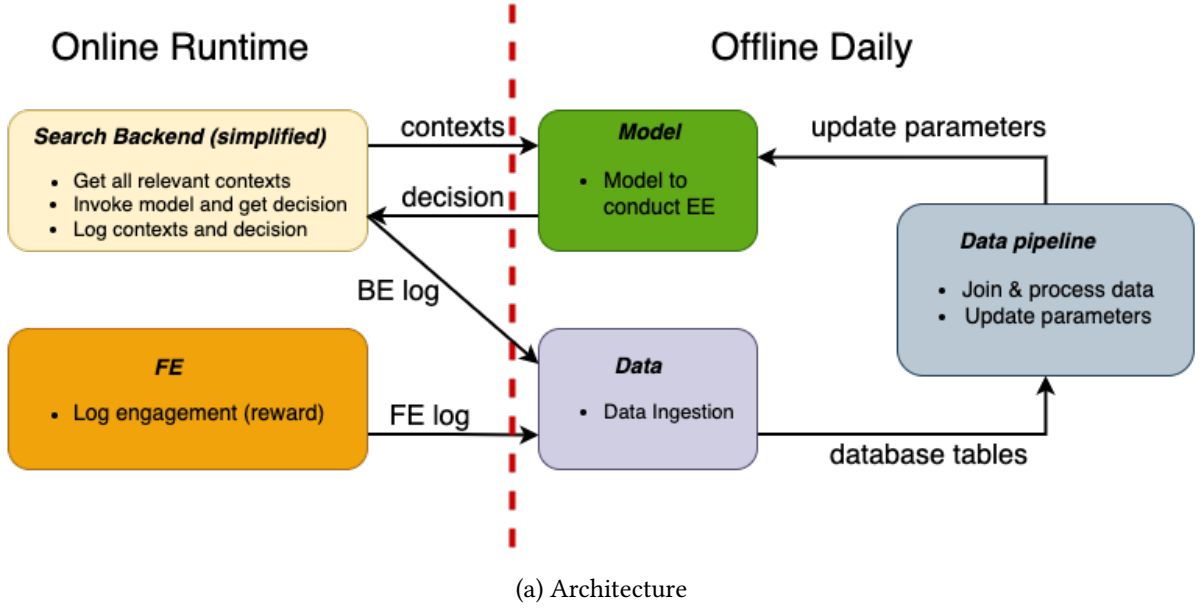 Online Runtime
Offline Daily
Search Backend (simplified)
• Get all relevant contexts
• Invoke model and get decision
• Log contexts and decision
contexts
decision
Model
• Model to
conduct EE
update parameters
Data pipeline
• Join & process data
• Update parameters
BE log
FE
• Log engagement (reward)
FE log
Data
• Data Ingestion
database tables
(a) Architecture